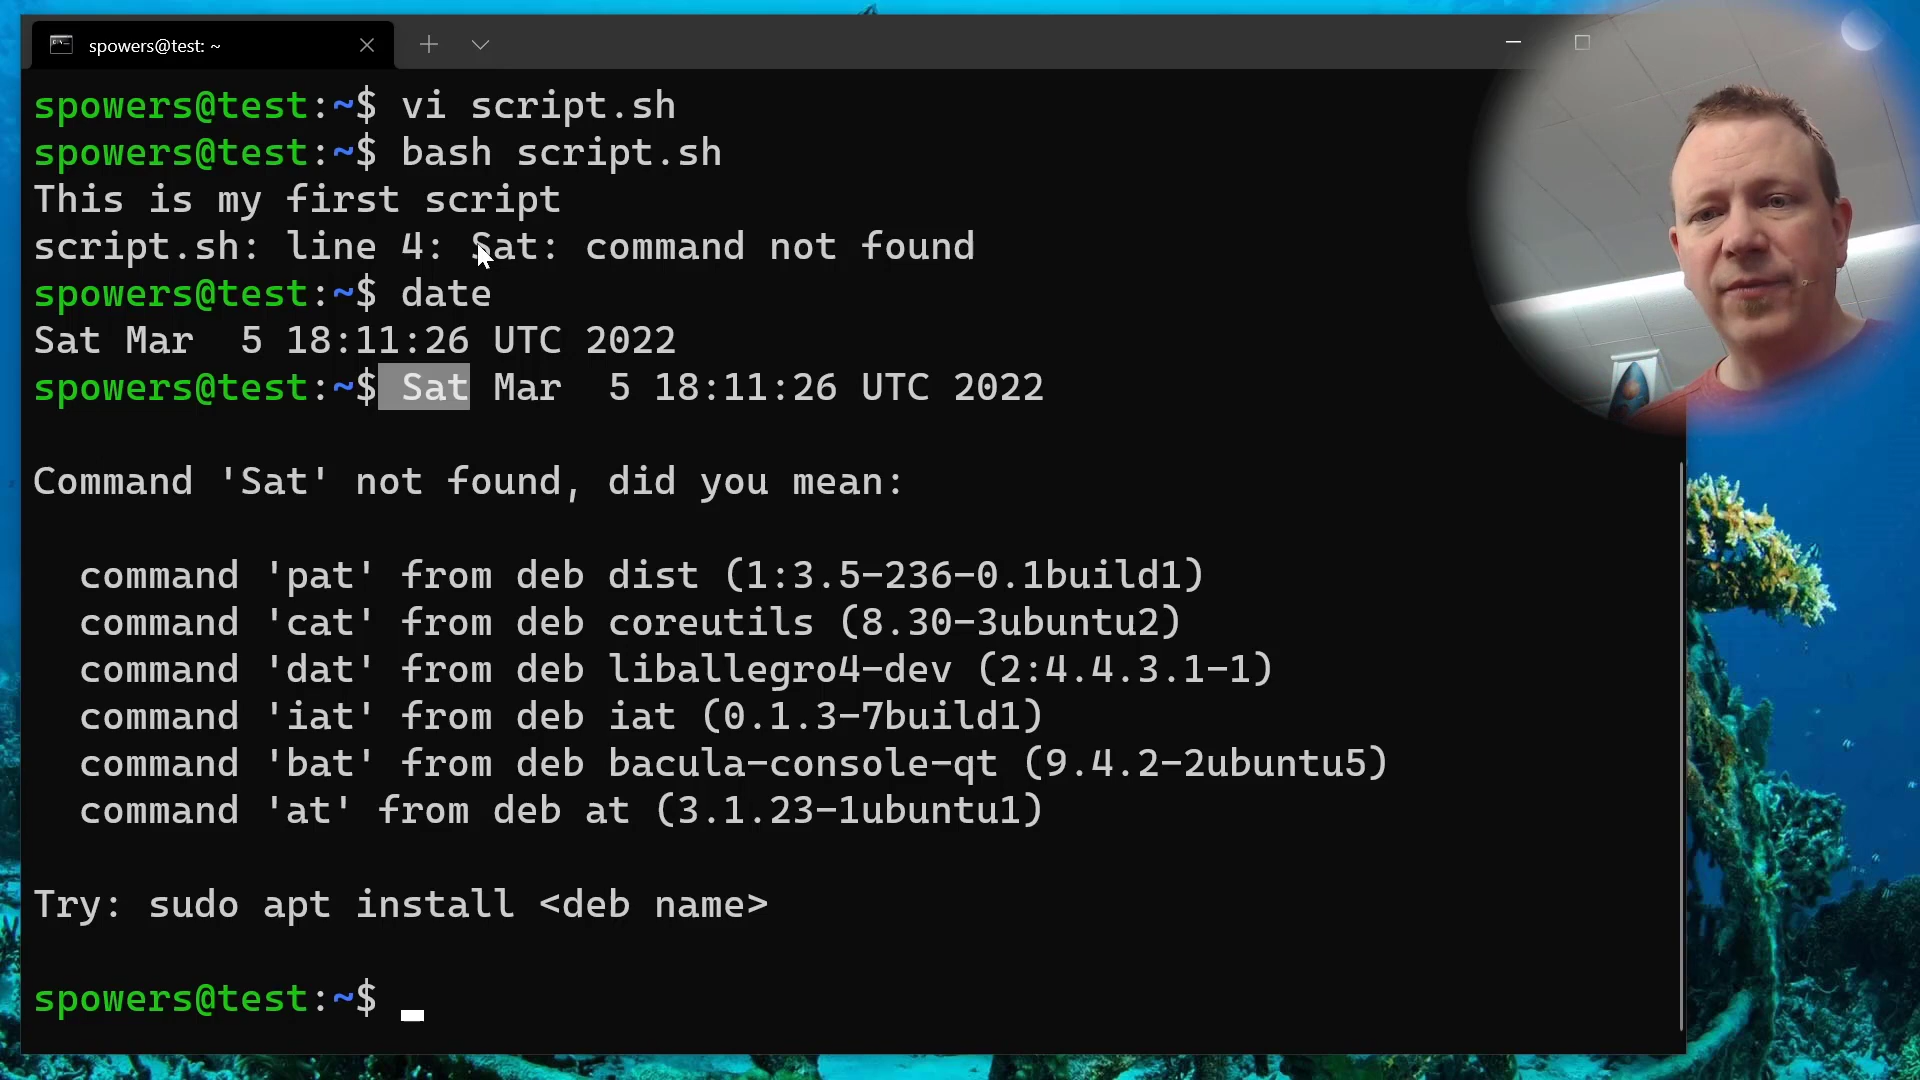 spowers@test: ~
spowers@test:~$ vi script.sh
spowers@test:~$ bash script.sh
This is my first script
script.sh: line 4: Sat: command not found
spowers@test:~$ date
Sat Mar  5 18:11:26 UTC 2022
spowers@test:~$ Sat Mar  5 18:11:26 UTC 2022
Command 'Sat' not found, did you mean:
command 'pat' from deb dist (1:3.5-236-0.1build1)
command 'cat' from deb coreutils (8.30-3ubuntu2)
command 'dat' from deb liballegro4-dev (2:4.4.3.1-1)
command 'iat' from deb iat (0.1.3-7build1)
command 'bat' from deb bacula-console-qt (9.4.2-2ubuntu5)
command 'at' from deb at (3.1.23-1ubuntu1)
Try: sudo apt install <deb name>
spowers@test:~$